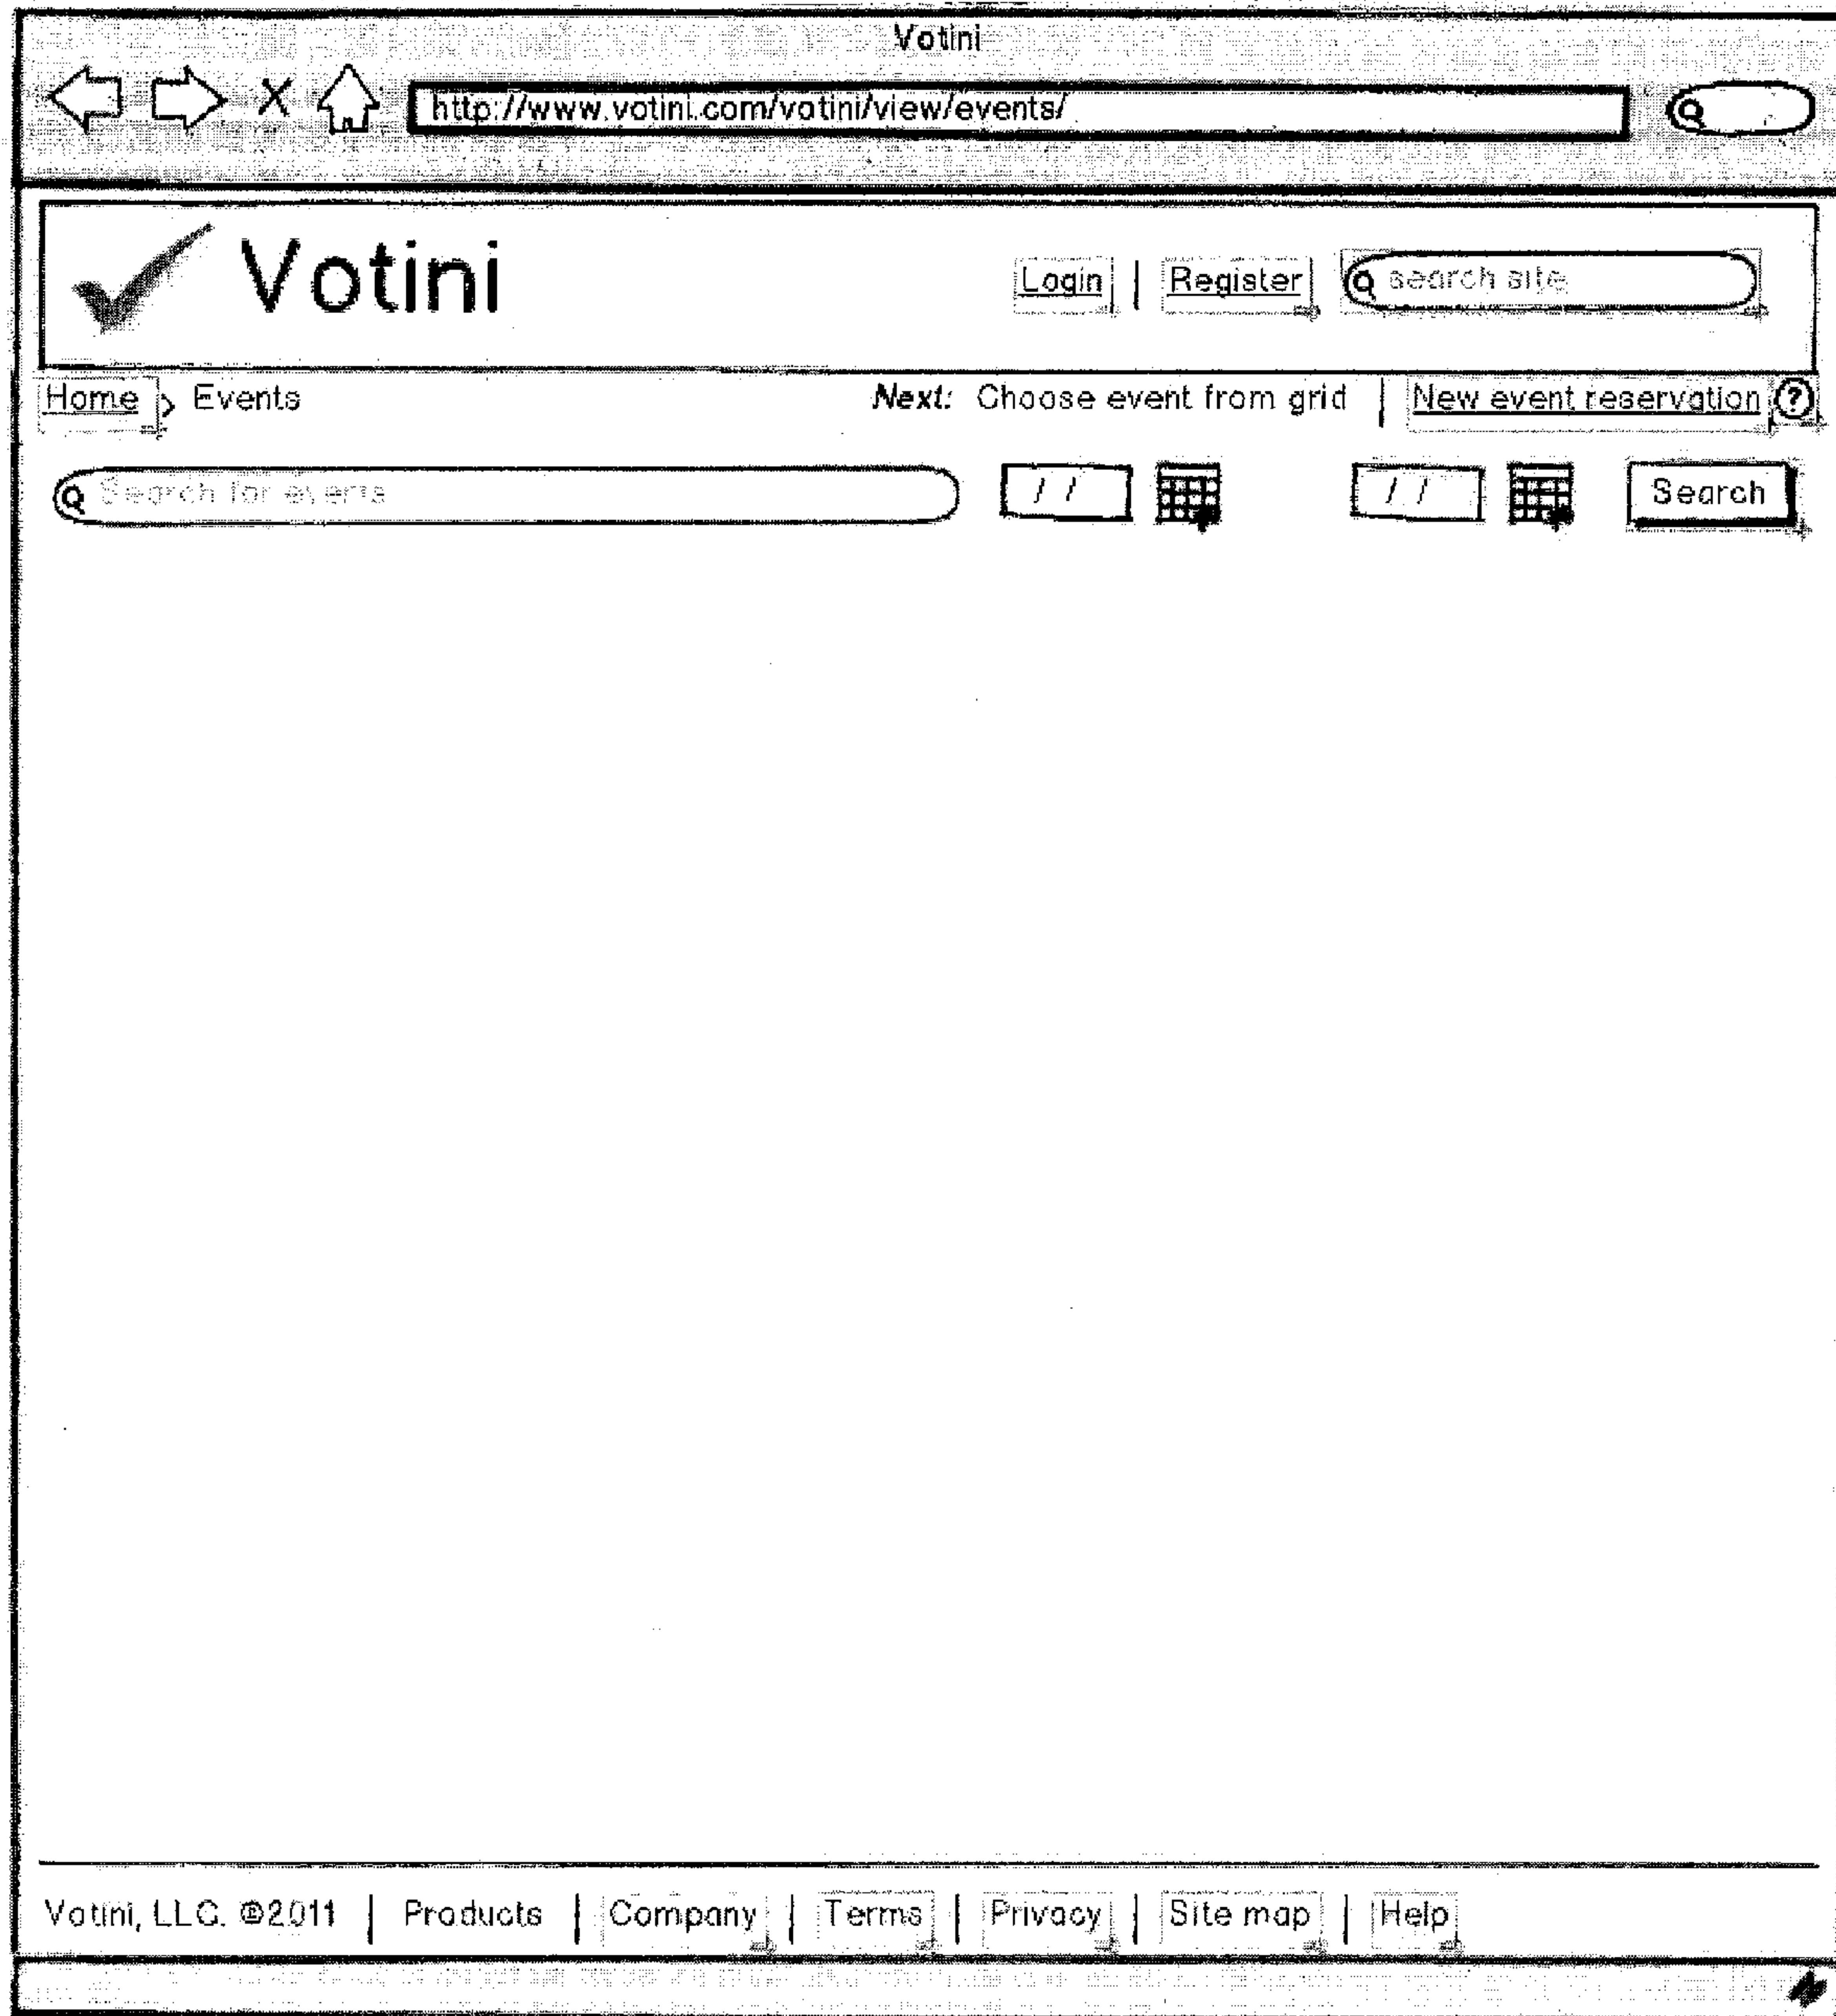 Votini
http://www.votini.com/votini/view/events/
Votini Login | Register search site
Home > Events Next: Choose event from grid | New event reservation ?
Search for events / / / / Search
Votini, LLC. ©2011 | Products | Company | Terms | Privacy | Site map | Help